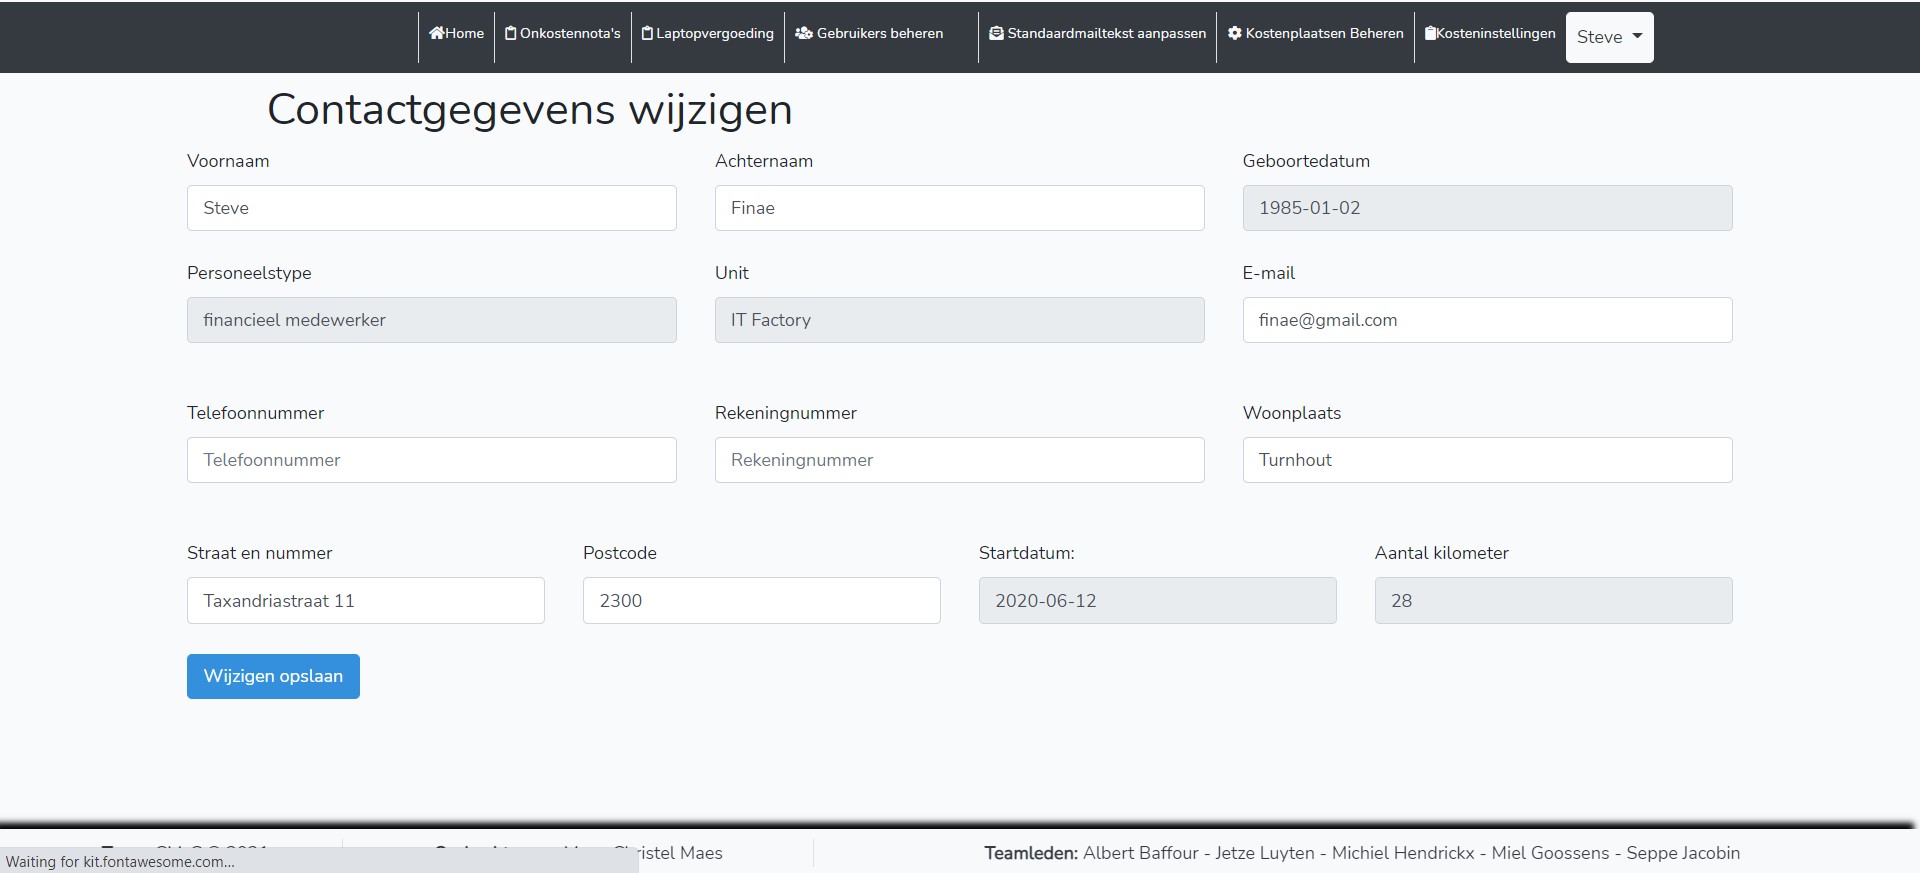 Home Onkostennota's Laptopvergoeding Gebruikers beheren Standaardmailtekst aanpassen Kostenplaatsen Beheren Kosteninstellingen Steve
Contactgegevens wijzigen
Voornaam Achternaam Geboortedatum
Steve Finae 1985-01-02
Personeelstype Unit E-mail
financieel medewerker IT Factory finae@gmail.com
Telefoonnummer Rekeningnummer Woonplaats
Telefoonnummer Rekeningnummer Turnhout
Straat en nummer Postcode Startdatum: Aantal kilometer
Taxandriastraat 11 2300 2020-06-12 28
Wijzigen opslaan
Maes Teamleden: Albert Baffour - Jetze Luyten - Michiel Hendrickx - Miel Goossens - Seppe Jacobin
Waiting for kit.fontawesome.com...